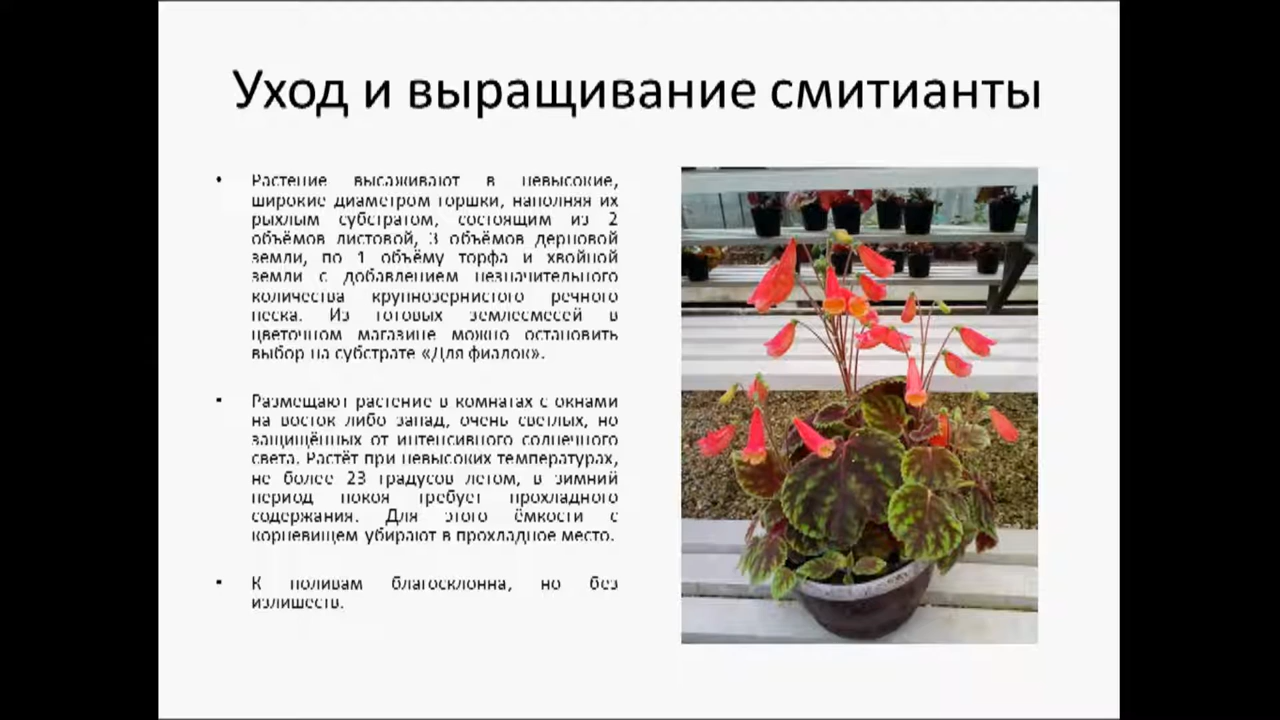 Уход и выращивание смитианты
• Растение высаживают в невысокие,
широкие диаметром горшки, наполняя их
рыхлым субстратом, состоящим из 2
объёмов листовой, 3 объёмов дерновой
земли, по 1 объёму торфа и хвойной
земли с добавлением незначительного
количества крупнозернистого речного
песка. Из готовых землесмесей в
цветочном магазине можно остановить
выбор на субстрате «Для фиалок».
• Размещают растение в комнатах с окнами
на восток либо запад, очень светлых, но
защищённых от интенсивного солнечного
света. Растёт при невысоких температурах,
не более 23 градусов летом, в зимний
период покоя требует прохладного
содержания. Для этого ёмкости с
корневищем убирают в прохладное место.
• К поливам благосклонна, но без
излишеств.